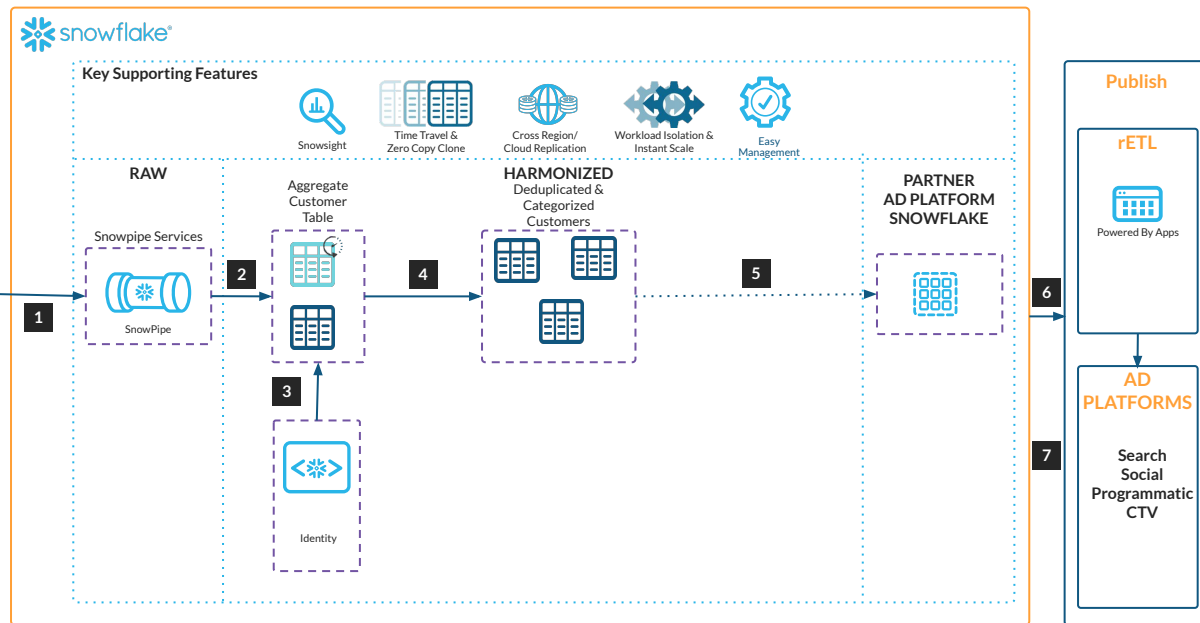 snowflake®
Key Supporting Features
Snowsight
Time Travel &
Zero Copy Clone
Cross Region/
Cloud Replication
Workload Isolation &
Instant Scale
Easy
Management
RAW
Snowpipe Services
SnowPipe
1
2
Aggregate
Customer
Table
3
Identity
4
HARMONIZED
Deduplicated &
Categorized
Customers
5
PARTNER
AD PLATFORM
SNOWFLAKE
6
7
Publish
rETL
Powered By Apps
AD
PLATFORMS
Search
Social
Programmatic
CTV